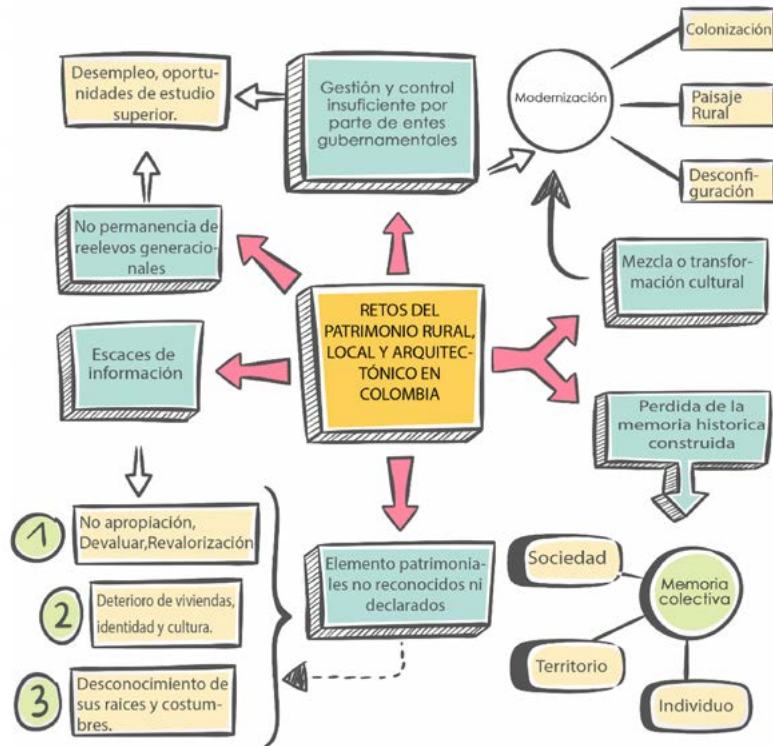 Desempleo, oportu-
nidades de estudio
superior.
Gestión y control
insuficiente por
parte de entes
gubernamentales
Modernización
Colonización
Paisaje
Rural
Desconfi-
guración
No permanencia de
reelevos generacio-
nales
Mezcla o transfor-
mación cultural
Escaces de
información
RETOS DEL
PATRIMONIO RURAL,
LOCAL Y ARQUITEC-
TÓNICO EN
COLOMBIA
Perdida de la
memoria historica
construida
1
No apropiación,
Devaluar,Revalorización
2
Deterioro de viviendas,
identidad y cultura.
3
Desconocimiento de
sus raices y costum-
bres.
Elemento patrimonia-
les no reconocidos ni
declarados
Sociedad
Memoria
colectiva
Territorio
Individuo